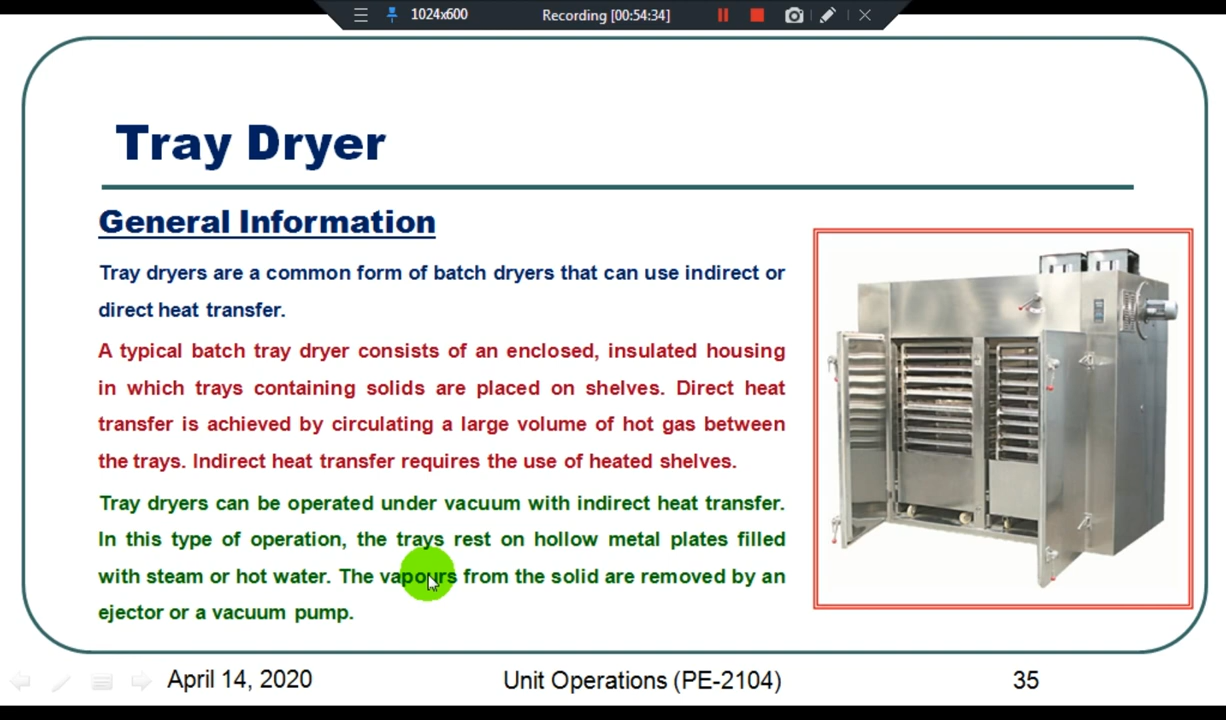 1024x600
Recording [00:54:34]
Tray Dryer
General Information
Tray dryers are a common form of batch dryers that can use indirect or
direct heat transfer.
A typical batch tray dryer consists of an enclosed, insulated housing
in which trays containing solids are placed on shelves. Direct heat
transfer is achieved by circulating a large volume of hot gas between
the trays. Indirect heat transfer requires the use of heated shelves.
Tray dryers can be operated under vacuum with indirect heat transfer.
In this type of operation, the trays rest on hollow metal plates filled
with steam or hot water. The vapours from the solid are removed by an
ejector or a vacuum pump.
April 14, 2020
Unit Operations (PE-2104)
35